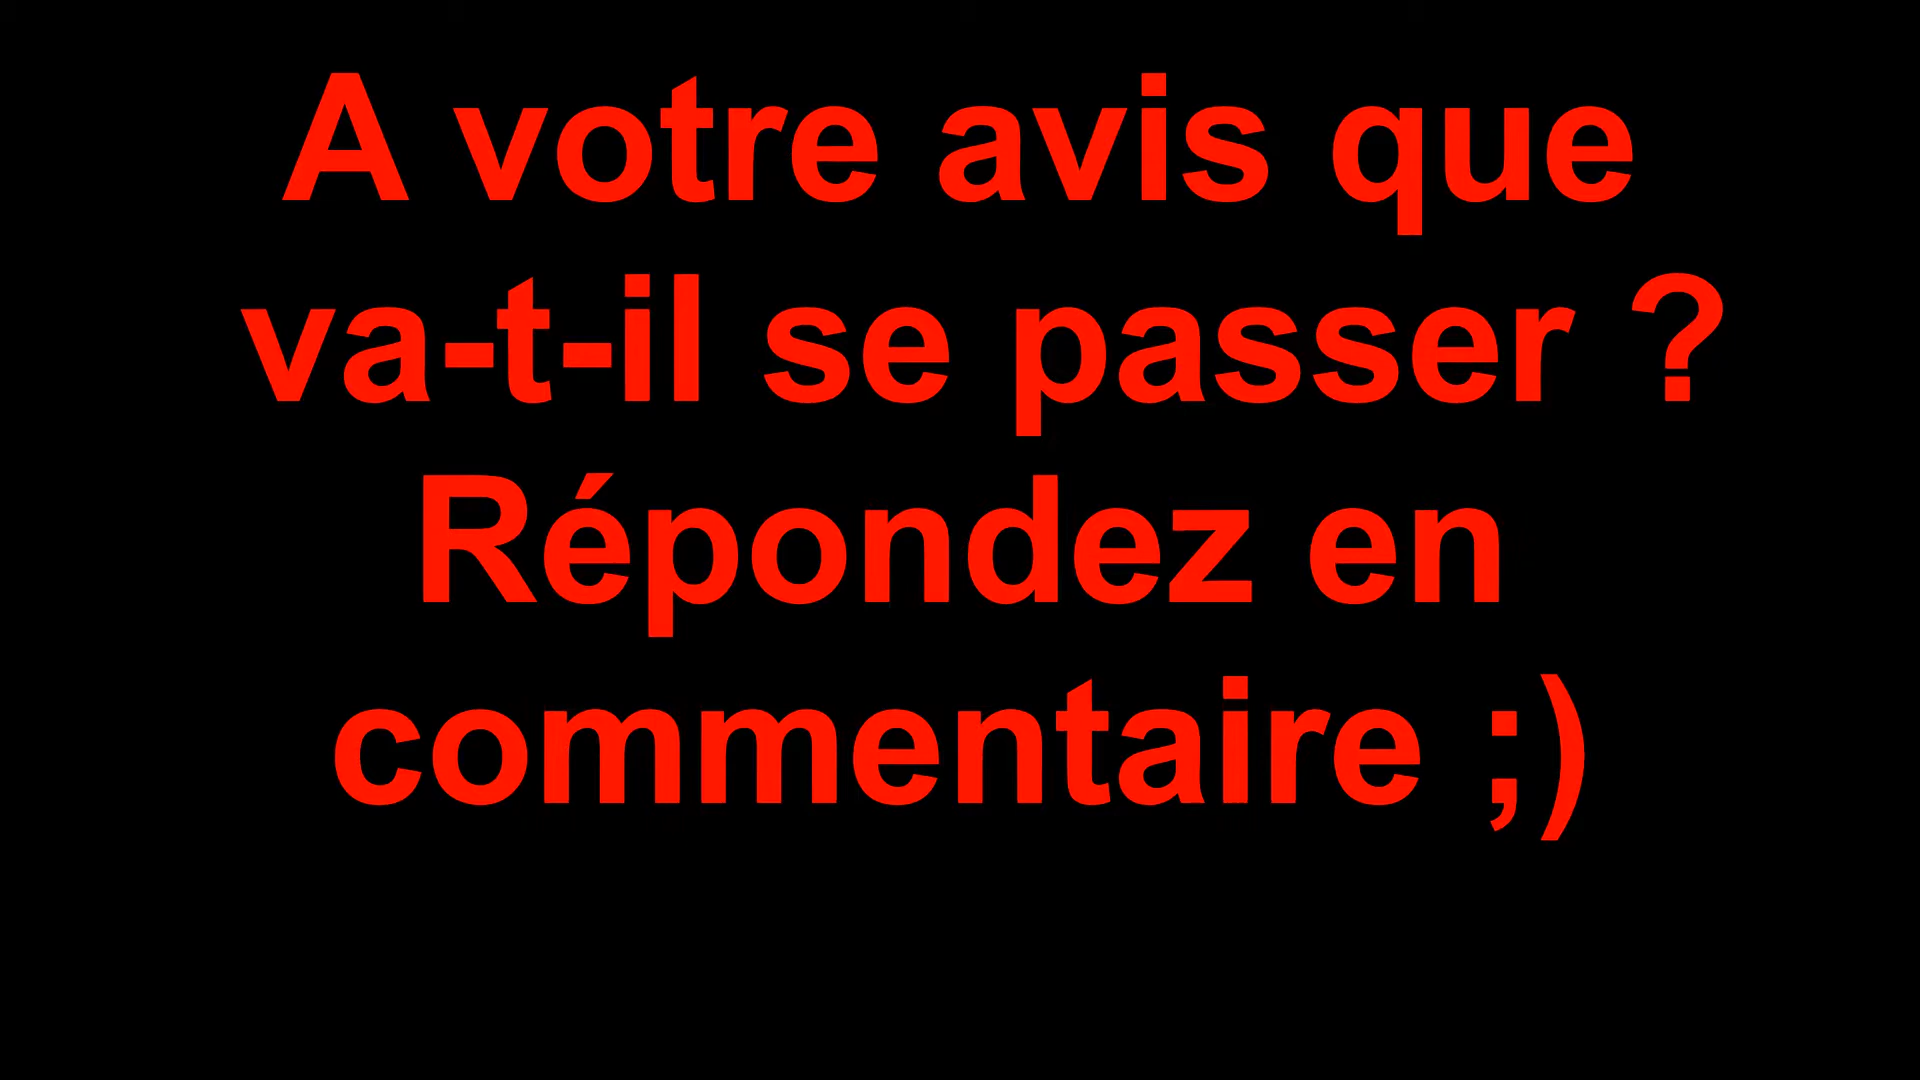 A votre avis que
va-t-il se passer ?
Répondez en
commentaire ;)